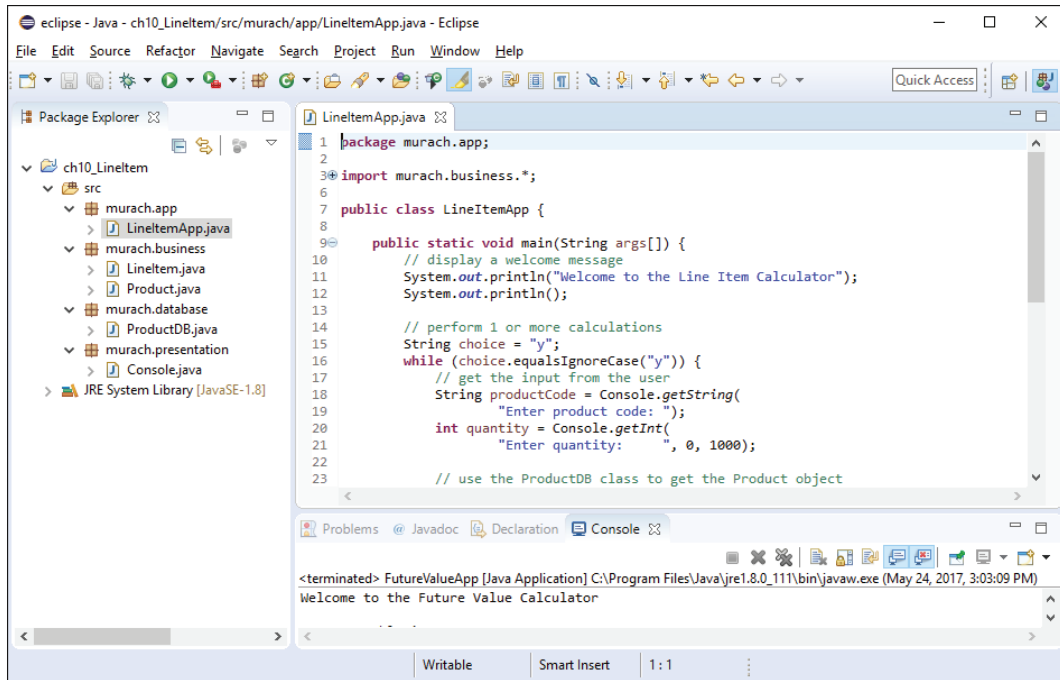 eclipse - Java - ch10_LineItem/src/murach/app/LineItemApp.java - Eclipse
File Edit Source Refactor Navigate Search Project Run Window Help
Quick Access
Package Explorer
ch10_LineItem
src
murach.app
LineItemApp.java
murach.business
LineItem.java
Product.java
murach.database
ProductDB.java
murach.presentation
Console.java
JRE System Library [JavaSE-1.8]
LineItemApp.java
1 package murach.app;
2
3 import murach.business.*;
6
7 public class LineItemApp {
8
9     public static void main(String args[]) {
10         // display a welcome message
11         System.out.println("Welcome to the Line Item Calculator");
12         System.out.println();
13
14         // perform 1 or more calculations
15         String choice = "y";
16         while (choice.equalsIgnoreCase("y")) {
17             // get the input from the user
18             String productCode = Console.getString(
19                     "Enter product code: ");
20             int quantity = Console.getInt(
21                     "Enter quantity:     ", 0, 1000);
22
23             // use the ProductDB class to get the Product object
Problems @ Javadoc Declaration Console
<terminated> FutureValueApp [Java Application] C:\Program Files\Java\jre1.8.0_111\bin\javaw.exe (May 24, 2017, 3:03:09 PM)
Welcome to the Future Value Calculator
Writable Smart Insert 1 : 1